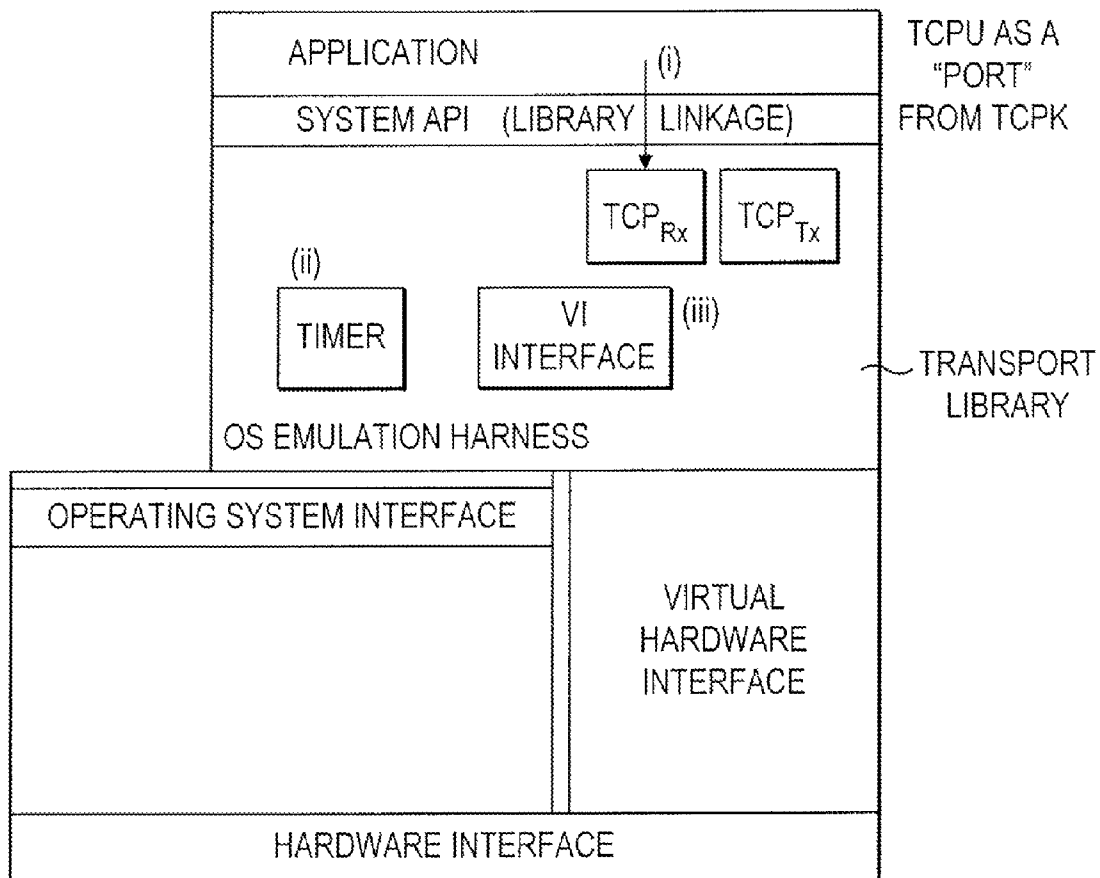 APPLICATION
(i)
TCPU AS A
"PORT"
FROM TCPK
SYSTEM API (LIBRARY LINKAGE)
TCPRx
TCPTx
(ii)
TIMER
VI
INTERFACE
(iii)
TRANSPORT
LIBRARY
OS EMULATION HARNESS
OPERATING SYSTEM INTERFACE
VIRTUAL
HARDWARE
INTERFACE
HARDWARE INTERFACE